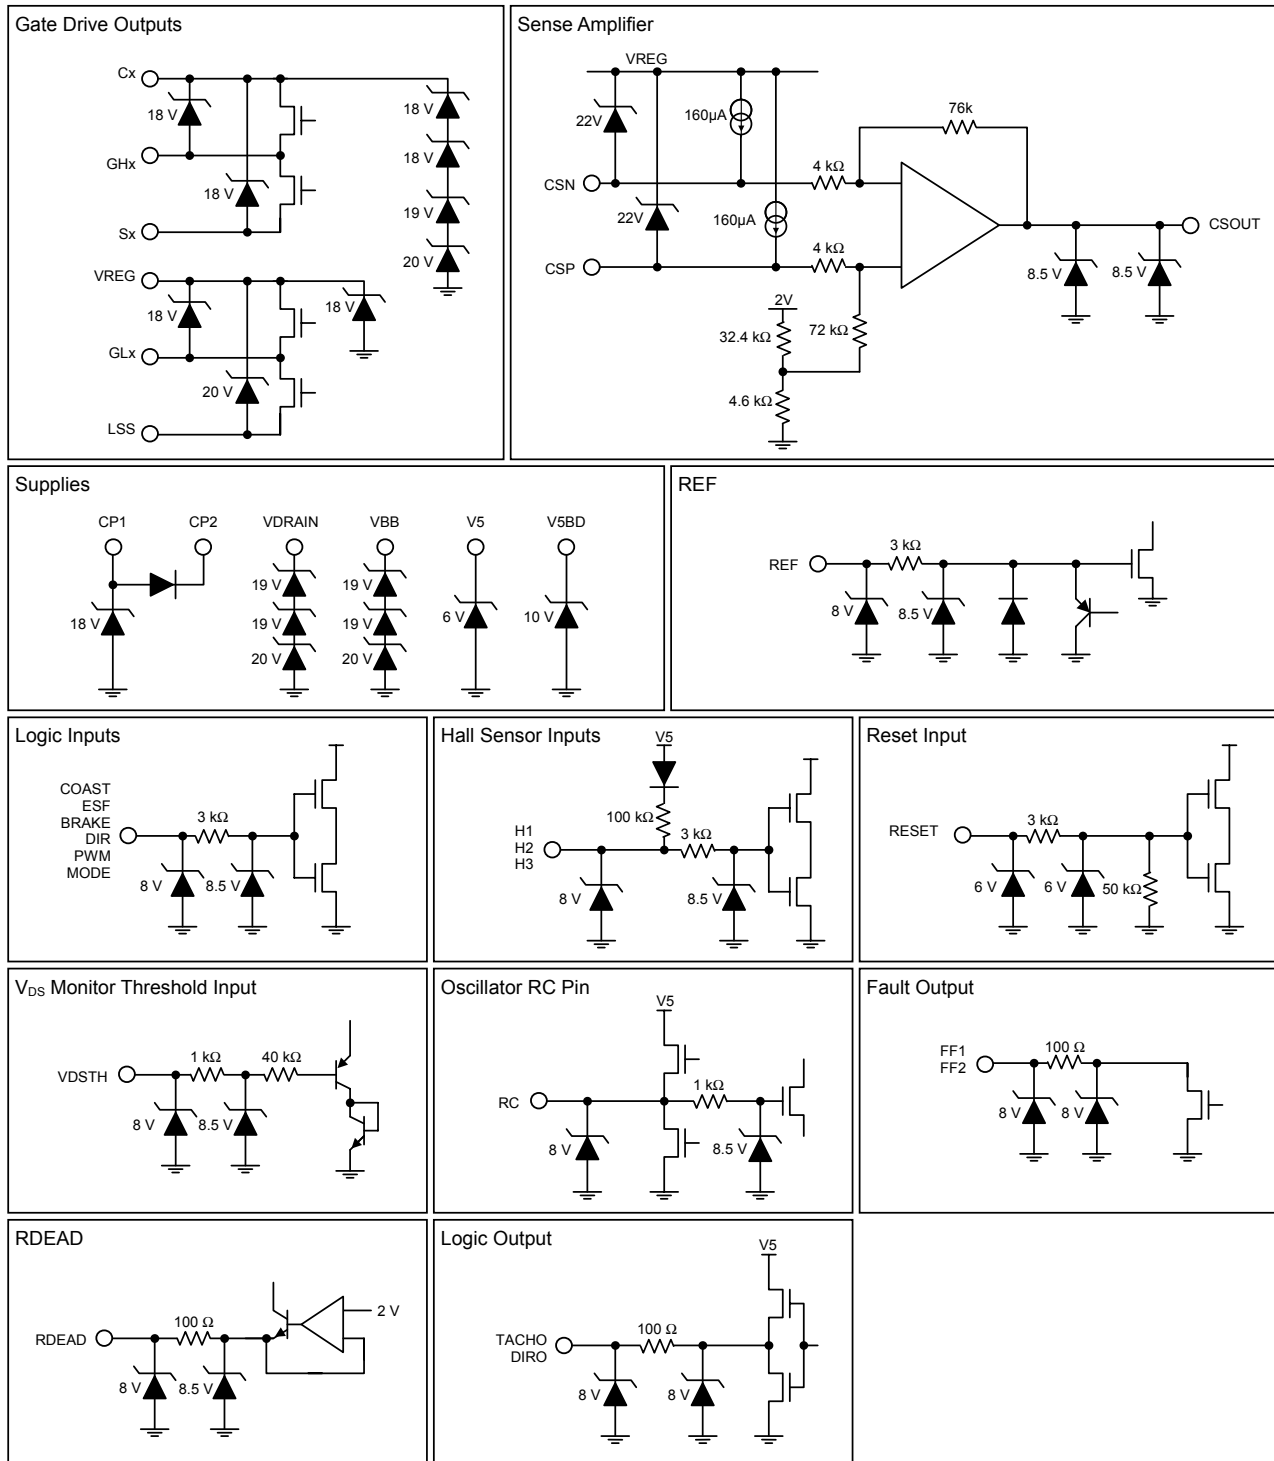 Gate Drive Outputs
Cx
18 V
18 V
18 V
GHx
18 V
19 V
Sx
20 V
VREG
18 V
18 V
GLx
20 V
LSS
Sense Amplifier
VREG
22V
160µA
76k
4 kΩ
CSN
22V
160µA
4 kΩ
CSOUT
CSP
8.5 V
8.5 V
2V
32.4 kΩ
72 kΩ
4.6 kΩ
Supplies
CP1
CP2
VDRAIN
VBB
V5
V5BD
18 V
19 V
19 V
20 V
19 V
19 V
20 V
6 V
10 V
REF
3 kΩ
REF
8 V
8.5 V
Logic Inputs
COAST
ESF
BRAKE
DIR
PWM
MODE
3 kΩ
8 V
8.5 V
Hall Sensor Inputs
V5
100 kΩ
H1
H2
H3
3 kΩ
8 V
8.5 V
Reset Input
3 kΩ
RESET
6 V
6 V
50 kΩ
VDS Monitor Threshold Input
1 kΩ
40 kΩ
VDSTH
8 V
8.5 V
Oscillator RC Pin
V5
1 kΩ
RC
8 V
8.5 V
Fault Output
FF1
FF2
100 Ω
8 V
8 V
RDEAD
100 Ω
2 V
RDEAD
8 V
8.5 V
Logic Output
V5
TACHO
DIRO
100 Ω
8 V
8 V